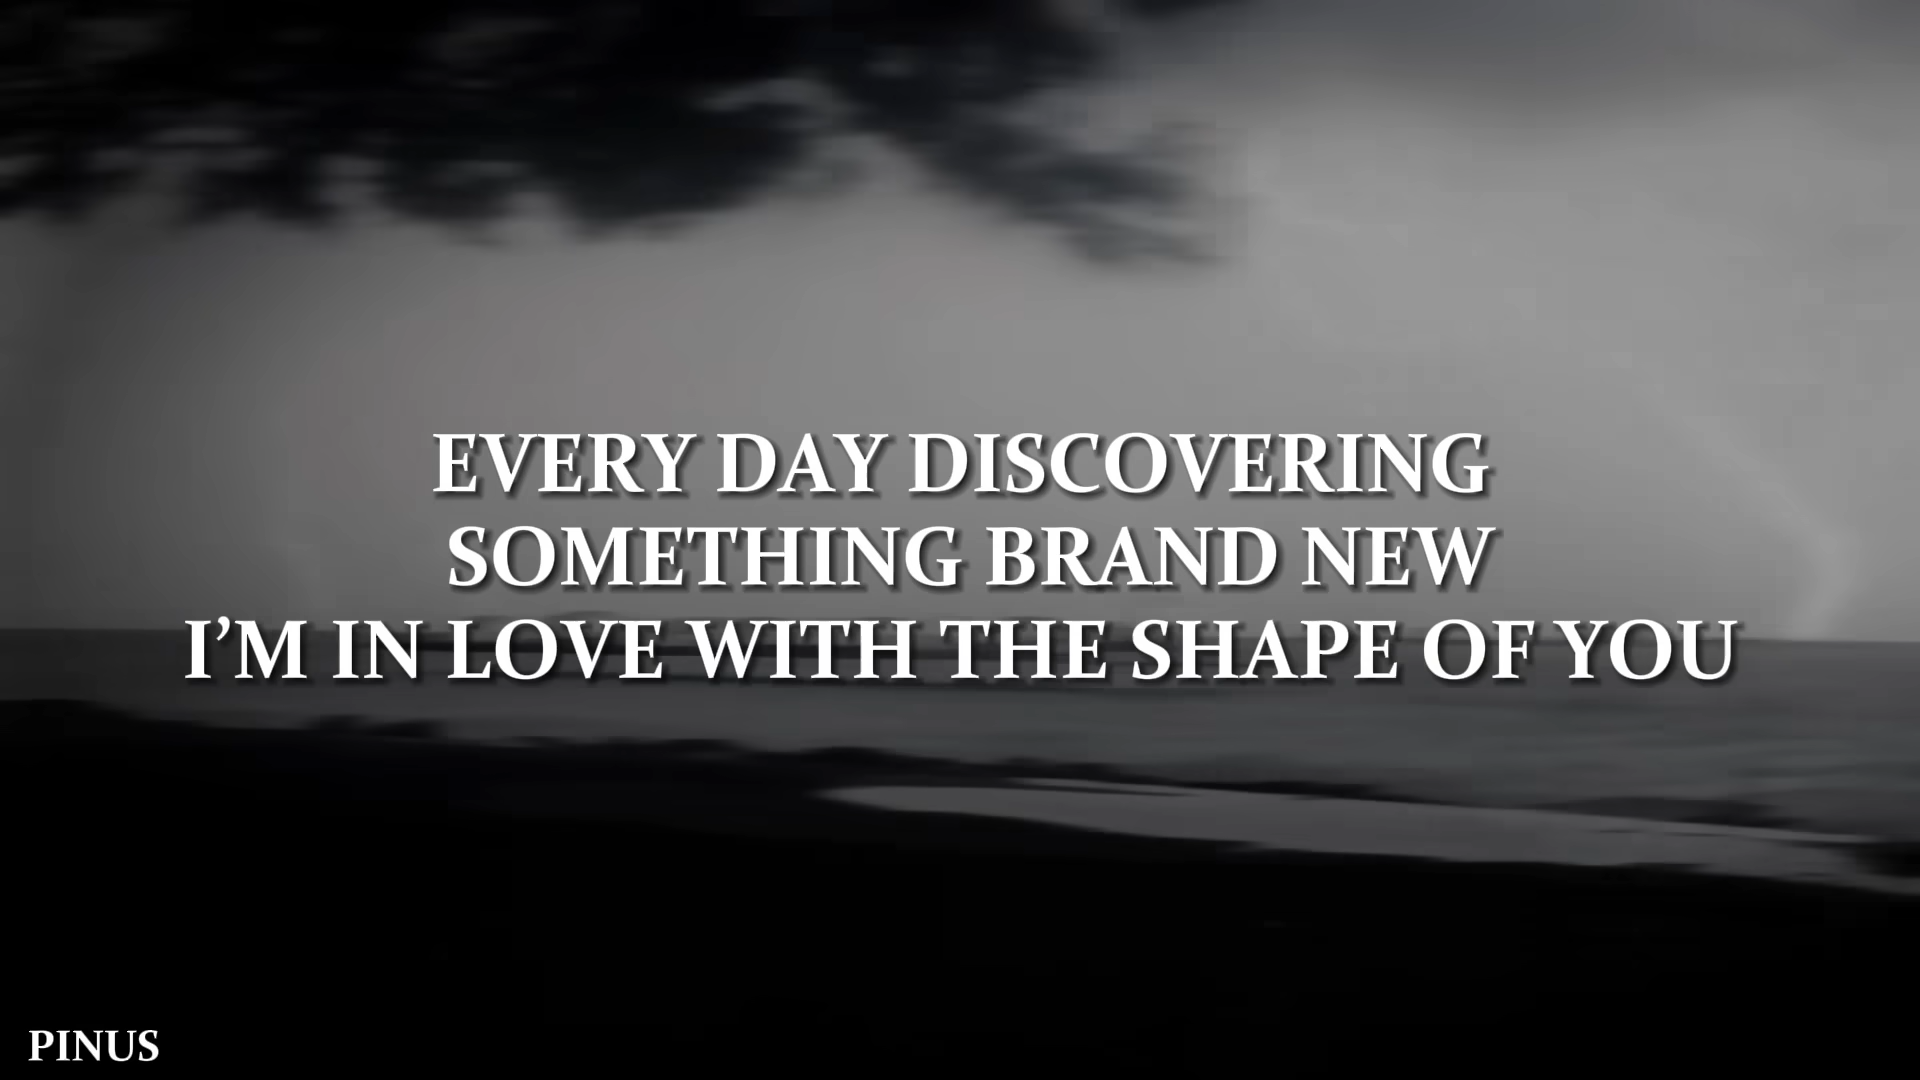 EVERY DAY DISCOVERING
SOMETHING BRAND NEW
I’M IN LOVE WITH THE SHAPE OF YOU
PINUS